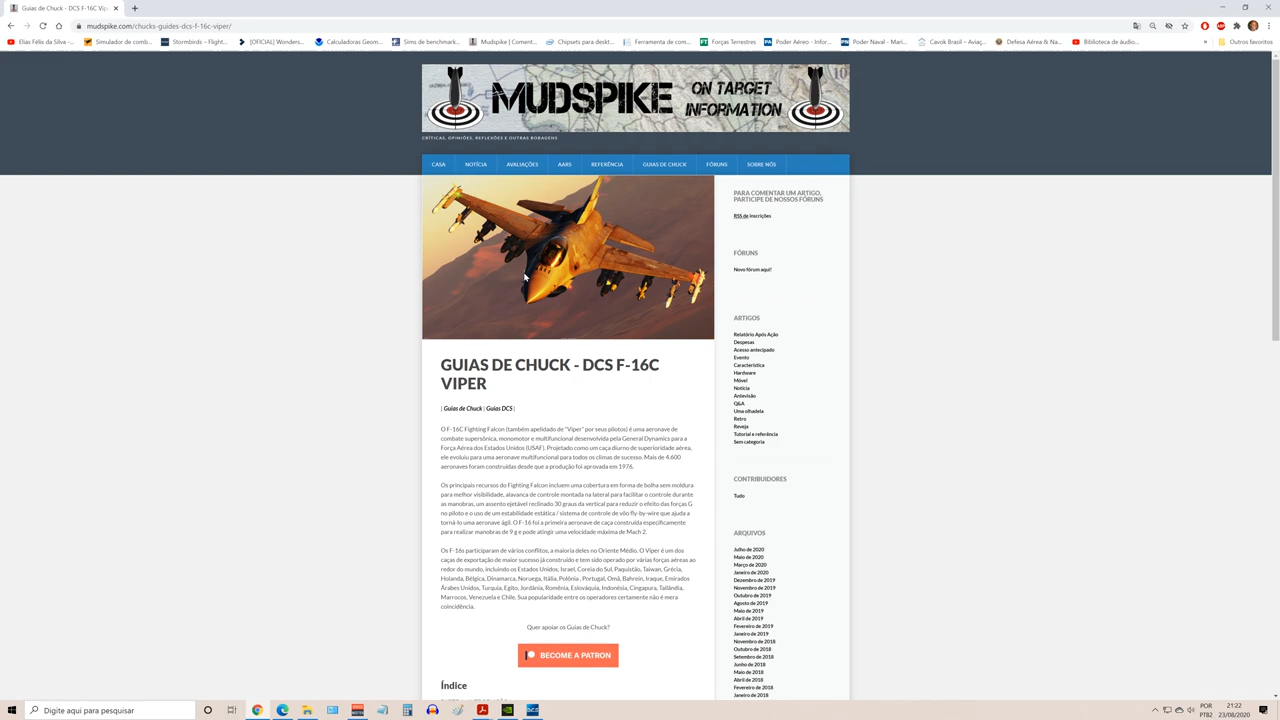 Guias de Chuck - DCS F-16C Vip
mudspike.com/chucks-guides-dcs-f-16c-viper/
Elias Félis da Silva -...
Simulador de comb...
Stormbirds – Flight...
[OFICIAL] Wonders...
Calculadoras Geom...
Sims de benchmark...
Mudspike | Coment...
Chipsets para deskt...
Ferramenta de com...
Forças Terrestres
Poder Aéreo - Infor...
Poder Naval - Mari...
Cavok Brasil – Aviaç...
Defesa Aérea & Na...
Biblioteca de áudio...
»
Outros favoritos
MUDSPIKE
ON TARGET
INFORMATION
CRÍTICAS, OPINIÕES, REFLEXÕES E OUTRAS BOBAGENS
CASA
NOTÍCIA
AVALIAÇÕES
AARS
REFERÊNCIA
GUIAS DE CHUCK
FÓRUNS
SOBRE NÓS
GUIAS DE CHUCK - DCS F-16C
VIPER
| Guias de Chuck | Guias DCS |
O F-16C Fighting Falcon (também apelidado de "Viper" por seus pilotos) é uma aeronave de
combate supersônica, monomotor e multifuncional desenvolvida pela General Dynamics para a
Força Aérea dos Estados Unidos (USAF). Projetado como um caça diurno de superioridade aérea,
ele evoluiu para uma aeronave multifuncional para todos os climas de sucesso. Mais de 4.600
aeronaves foram construídas desde que a produção foi aprovada em 1976.
Os principais recursos do Fighting Falcon incluem uma cobertura em forma de bolha sem moldura
para melhor visibilidade, alavanca de controle montada na lateral para facilitar o controle durante
as manobras, um assento ejetável reclinado 30 graus da vertical para reduzir o efeito das forças G
no piloto e o uso de um estabilidade estática / sistema de controle de vôo fly-by-wire que ajuda a
torná-lo uma aeronave ágil. O F-16 foi a primeira aeronave de caça construída especificamente
para realizar manobras de 9 g e pode atingir uma velocidade máxima de Mach 2.
Os F-16s participaram de vários conflitos, a maioria deles no Oriente Médio. O Viper é um dos
caças de exportação de maior sucesso já construído e tem sido operado por várias forças aéreas ao
redor do mundo, incluindo os Estados Unidos, Israel, Coreia do Sul, Paquistão, Taiwan, Grécia,
Holanda, Bélgica, Dinamarca, Noruega, Itália, Polônia , Portugal, Omã, Bahrein, Iraque, Emirados
Árabes Unidos, Turquia, Egito, Jordânia, Romênia, Eslováquia, Indonésia, Cingapura, Tailândia,
Marrocos, Venezuela e Chile. Sua popularidade entre os operadores certamente não é mera
coincidência.
Quer apoiar os Guias de Chuck?
BECOME A PATRON
Índice
PARA COMENTAR UM ARTIGO,
PARTICIPE DE NOSSOS FÓRUNS
RSS de inscrições
FÓRUNS
Novo fórum aqui!
ARTIGOS
Relatório Após Ação
Despesas
Acesso antecipado
Evento
Característica
Hardware
Móvel
Notícia
Antevisão
Q&A
Uma olhadela
Retro
Reveja
Tutorial e referência
Sem categoria
CONTRIBUIDORES
Tudo
ARQUIVOS
Julho de 2020
Maio de 2020
Março de 2020
Janeiro de 2020
Dezembro de 2019
Novembro de 2019
Outubro de 2019
Agosto de 2019
Maio de 2019
Abril de 2019
Fevereiro de 2019
Janeiro de 2019
Novembro de 2018
Outubro de 2018
Setembro de 2018
Junho de 2018
Maio de 2018
Abril de 2018
Fevereiro de 2018
Janeiro de 2018
Digite aqui para pesquisar
DCS
POR
PTB2
21:22
23/08/2020